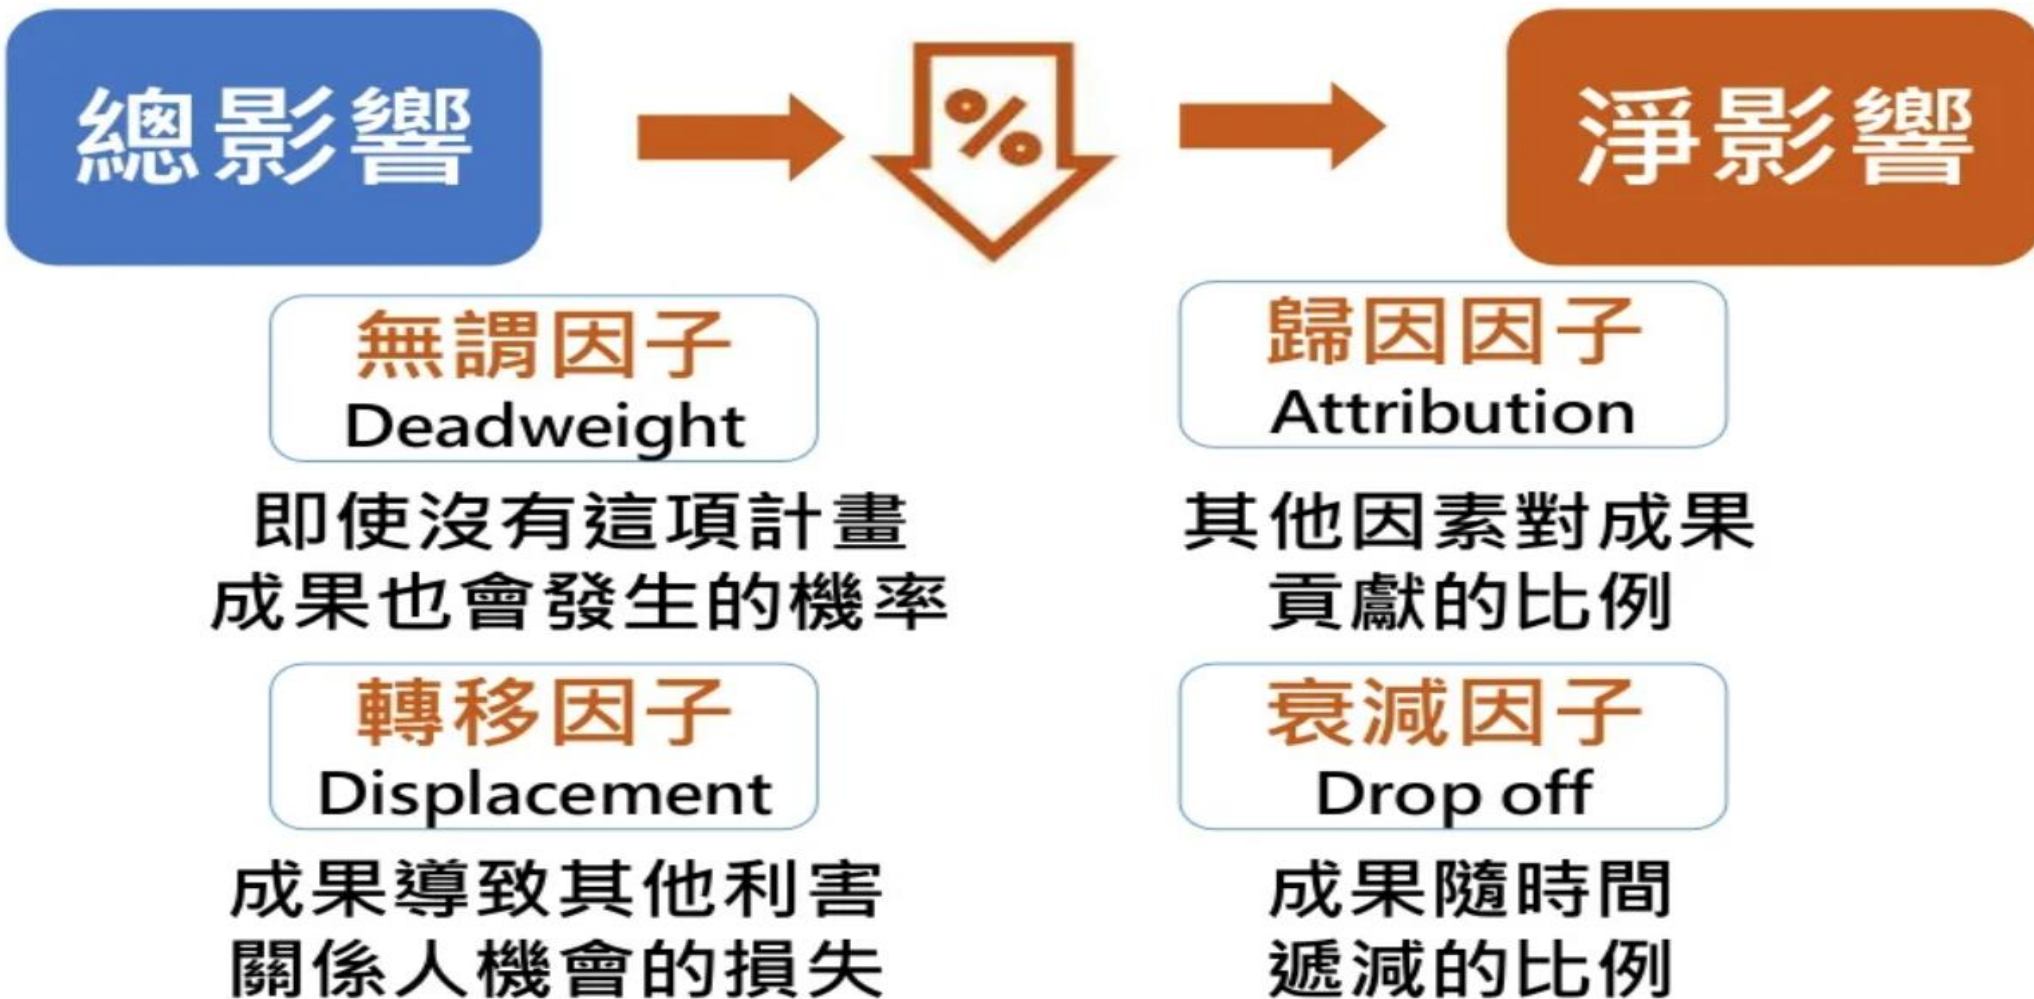 總影響
%
淨影響
無謂因子
Deadweight
即使沒有這項計畫
成果也會發生的機率
歸因因子
Attribution
其他因素對成果
貢獻的比例
轉移因子
Displacement
成果導致其他利害
關係人機會的損失
衰減因子
Drop off
成果隨時間
遞減的比例